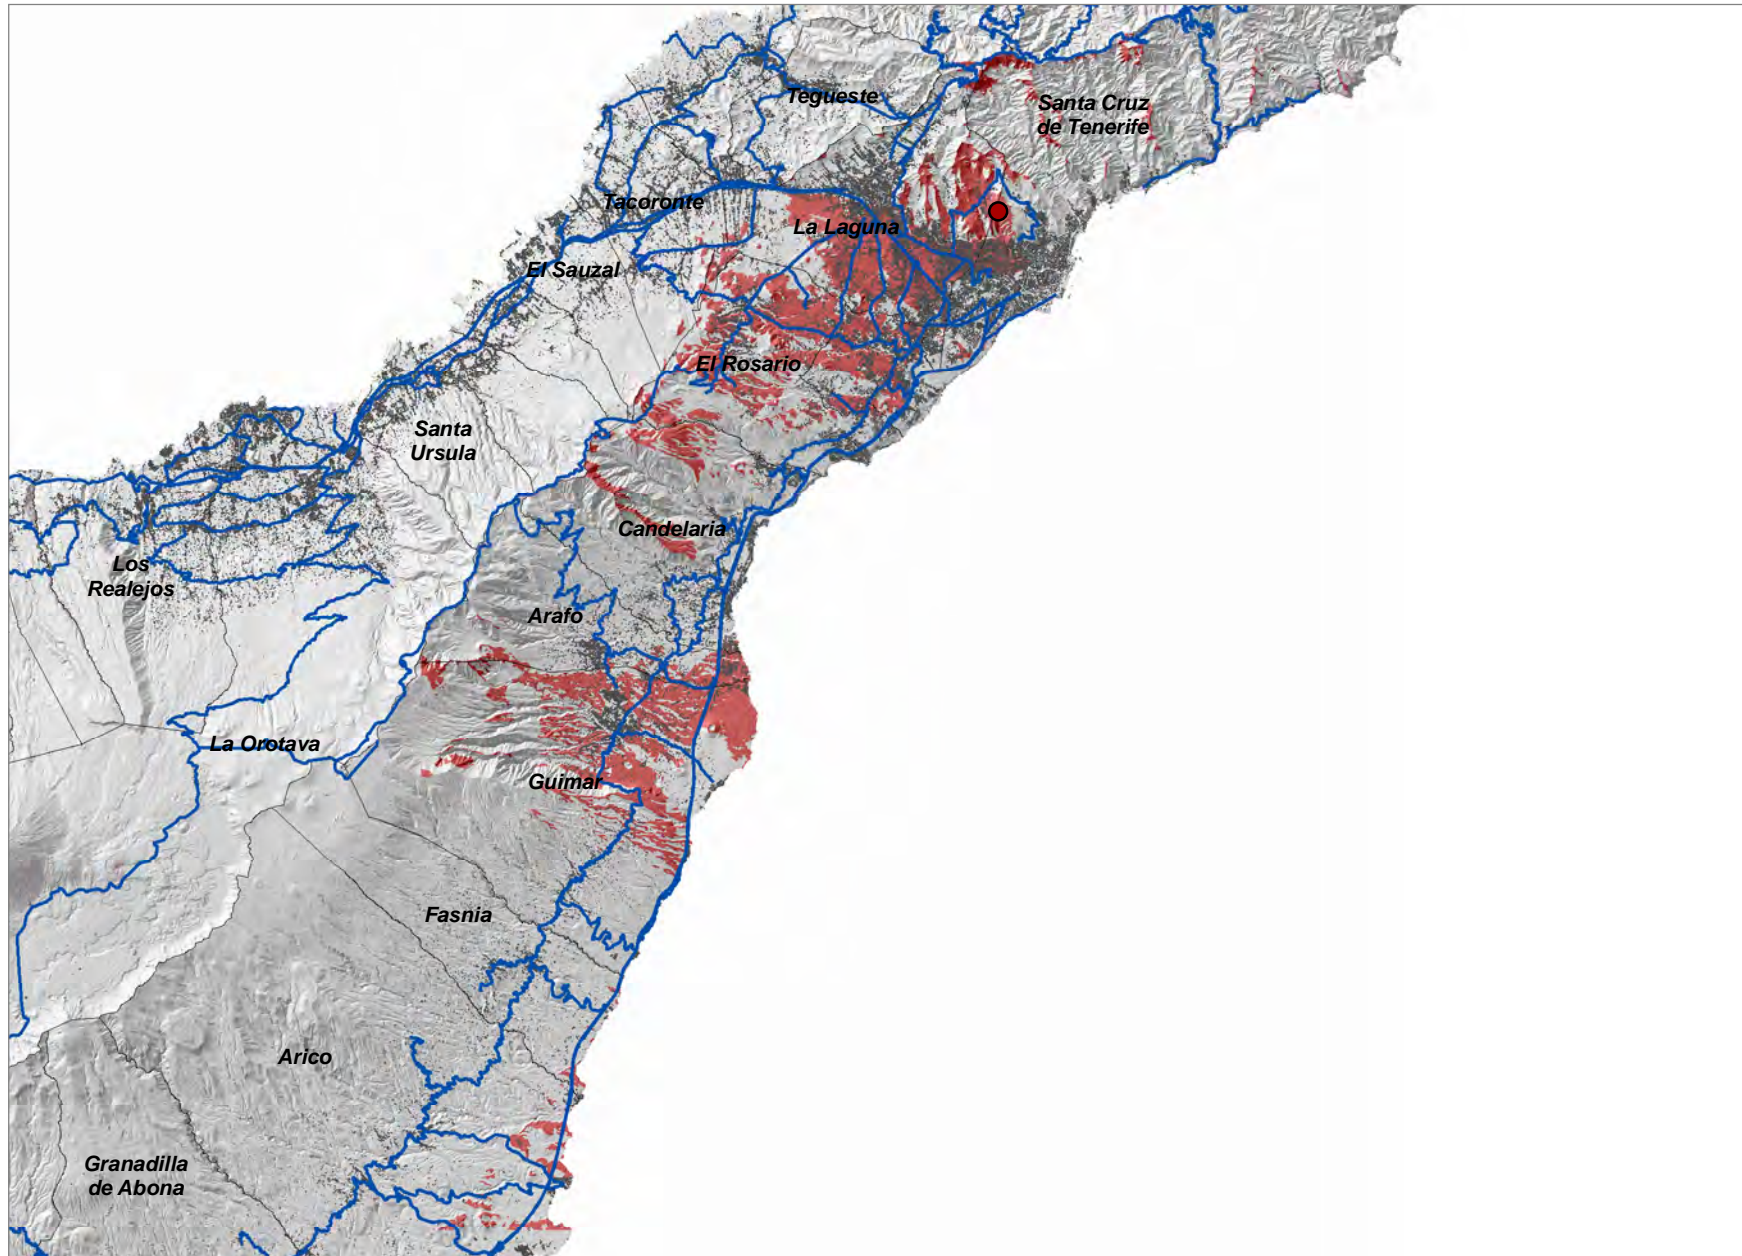 Tegueste
Santa Cruz
de Tenerife
Tacoronte
La Laguna
El Sauzal
El Rosario
Santa
Ursula
Candelaria
Los
Realejos
Arafo
La Orotava
Guimar
Fasnia
Arico
Granadilla
de Abona